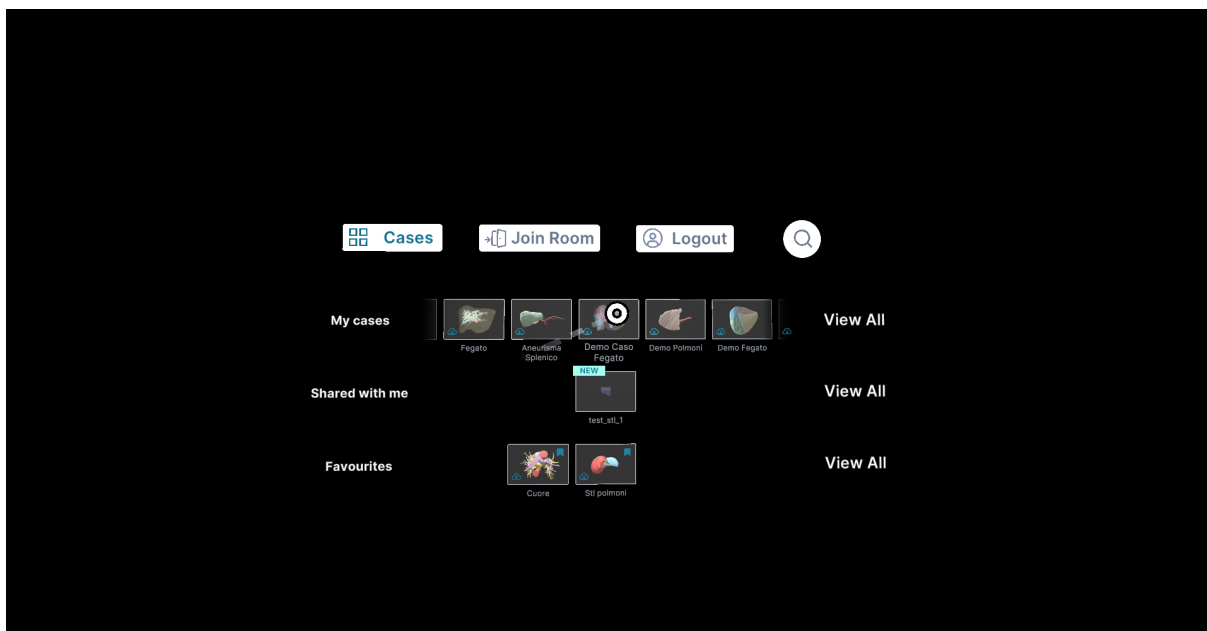 Cases
Join Room
Logout
My cases
Fegato
Aneurisma
Splenico
Demo Caso
Fegato
Demo Polmoni
Demo Fegato
View All
Shared with me
NEW
test_stl_1
View All
Favourites
Cuore
Stl polmoni
View All